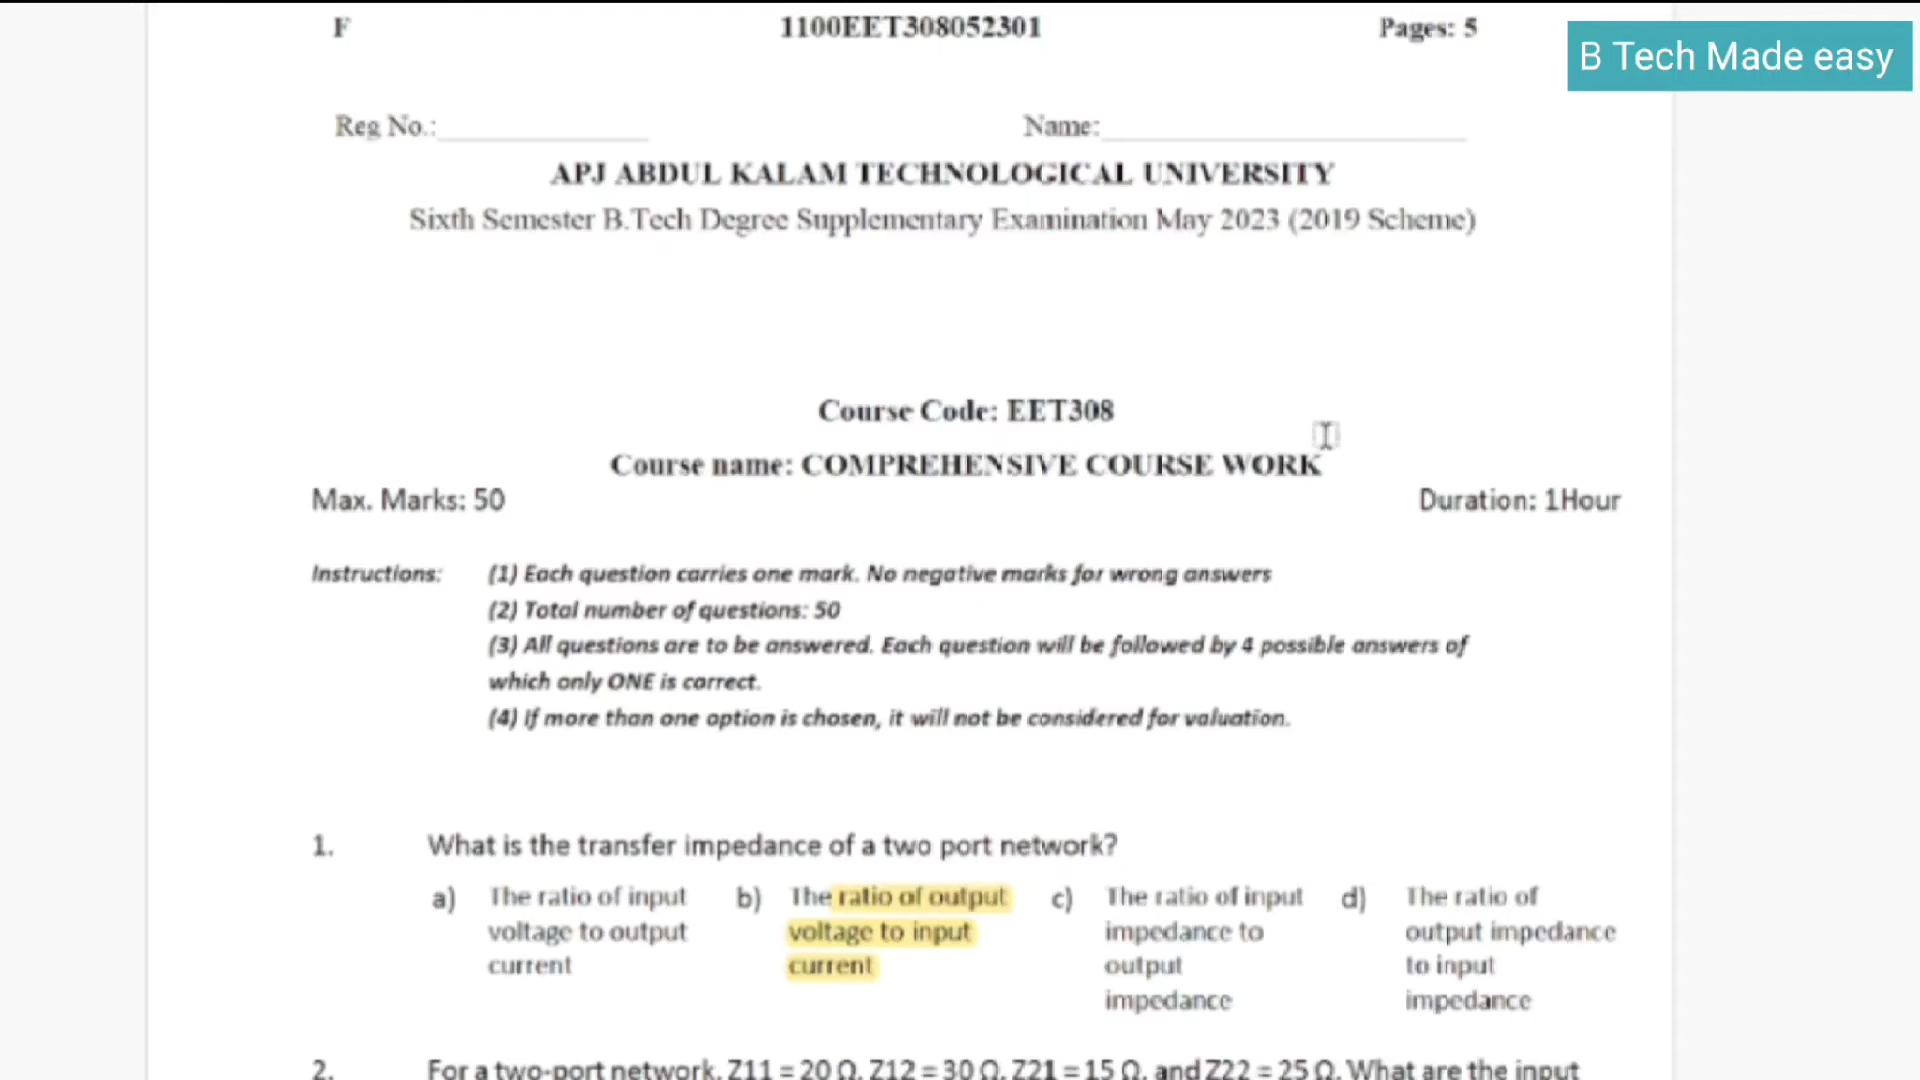 F 1100EET308052301 Pages: 5
B Tech Made easy
Reg No.:______________ Name:________________________
APJ ABDUL KALAM TECHNOLOGICAL UNIVERSITY
Sixth Semester B.Tech Degree Supplementary Examination May 2023 (2019 Scheme)
Course Code: EET308
Course name: COMPREHENSIVE COURSE WORK
Max. Marks: 50 Duration: 1Hour
Instructions: (1) Each question carries one mark. No negative marks for wrong answers
(2) Total number of questions: 50
(3) All questions are to be answered. Each question will be followed by 4 possible answers of
which only ONE is correct.
(4) If more than one option is chosen, it will not be considered for valuation.
1. What is the transfer impedance of a two port network?
a) The ratio of input
voltage to output
current
b) The ratio of output
voltage to input
current
c) The ratio of input
impedance to
output
impedance
d) The ratio of
output impedance
to input
impedance
2. For a two-port network, Z11 = 20 Ω, Z12 = 30 Ω, Z21 = 15 Ω, and Z22 = 25 Ω. What are the input